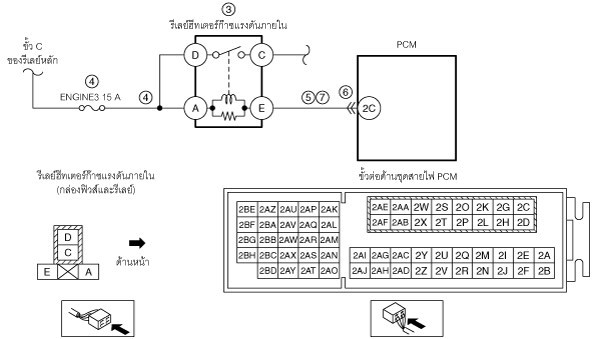 ③
รีเลย์ฮีทเตอร์ก๊าซแรงดันภายใน
ขั้ว C
ของรีเลย์หลัก
D
C
PCM
④
ENGINE3 15 A
④
A
E
⑤⑦
⑥
2C
รีเลย์ฮีทเตอร์ก๊าซแรงดันภายใน
(กล่องฟิวส์และรีเลย์)
D
C
E
A
ด้านหน้า
ขั้วต่อด้านชุดสายไฟ PCM
2BE 2AZ 2AU 2AP 2AK
2BF 2BA 2AV 2AQ 2AL
2BG 2BB 2AW 2AR 2AM
2BH 2BC 2AX 2AS 2AN
2BD 2AY 2AT 2AO
2AE 2AA 2W 2S 2O 2K 2G 2C
2AF 2AB 2X 2T 2P 2L 2H 2D
2AI 2AG 2AC 2Y 2U 2Q 2M 2I 2E 2A
2AJ 2AH 2AD 2Z 2V 2R 2N 2J 2F 2B